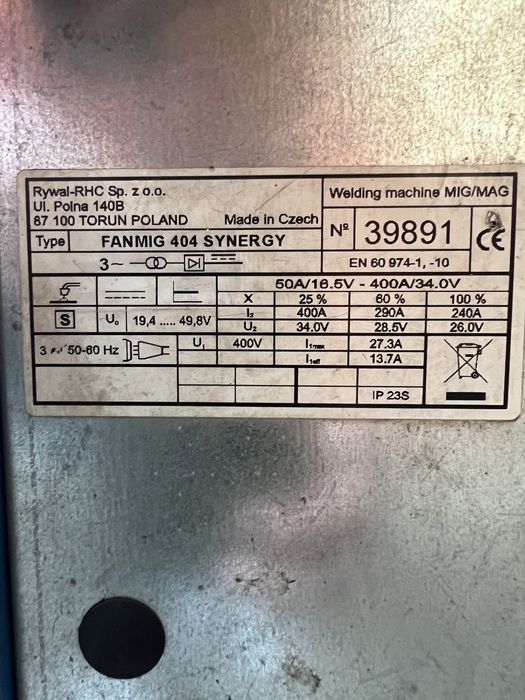 Rywal-RHC Sp. z o.o.
Ul. Polna 140B
87 100 TORUN POLAND Made in Czech
Welding machine MIG/MAG
Nº 39891 CE
Type FANMIG 404 SYNERGY
3~
EN 60 974-1, -10
50A/16.5V - 400A/34.0V
X 25 % 60 % 100 %
I₂ 400A 290A 240A
S U₀ 19,4 ..... 49,8V U₂ 34.0V 28.5V 26.0V
3 ~ 50-60 Hz U₁ 400V I₁max 27.3A
I₁eff 13.7A
IP 23S